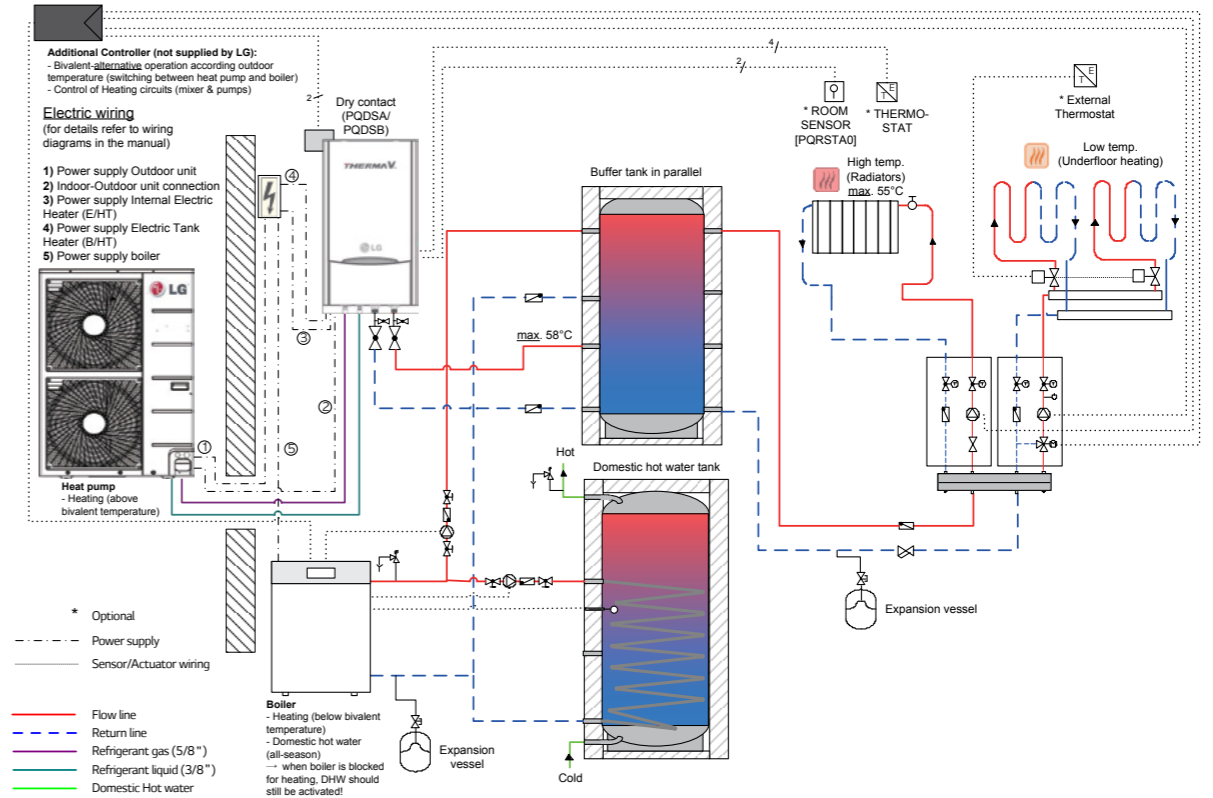 Additional Controller (not supplied by LG):
- Bivalent-alternative operation according outdoor
temperature (switching between heat pump and boiler)
- Control of Heating circuits (mixer & pumps)
Electric wiring
(for details refer to wiring
diagrams in the manual)
1) Power supply Outdoor unit
2) Indoor-Outdoor unit connection
3) Power supply Internal Electric
Heater (E/HT)
4) Power supply Electric Tank
Heater (B/HT)
5) Power supply boiler
2
Dry contact
(PQDSA/
PQDSB)
THERMA V.
LG
4
2
* ROOM
SENSOR
[PQRSTA0]
E
T
* THERMO-
STAT
E
T
* External
Thermostat
High temp.
(Radiators)
max. 55°C
Low temp.
(Underfloor heating)
Buffer tank in parallel
max. 58°C
LG
4
3
2
1
5
Heat pump
- Heating (above
bivalent temperature)
Hot
Domestic hot water tank
Cold
Expansion vessel
Boiler
- Heating (below bivalent
temperature)
- Domestic hot water
(all-season)
→ when boiler is blocked
for heating, DHW should
still be activated!
Expansion
vessel
* Optional
Power supply
Sensor/Actuator wiring
Flow line
Return line
Refrigerant gas (5/8")
Refrigerant liquid (3/8")
Domestic Hot water